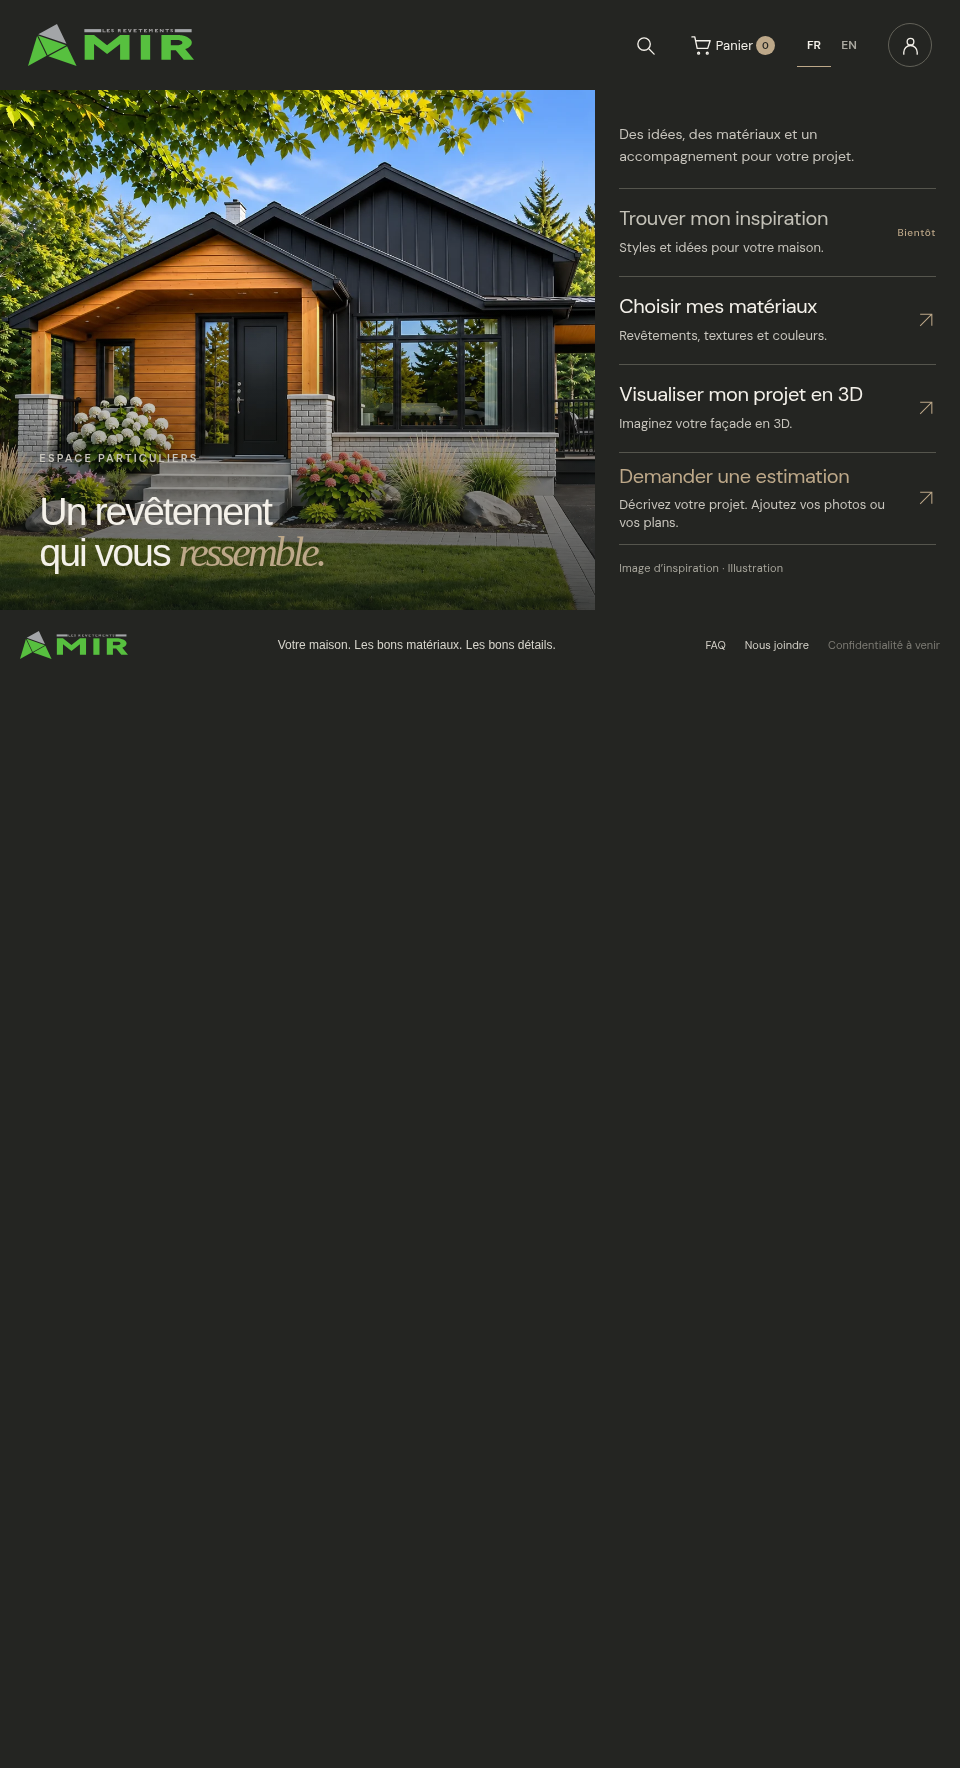 LES REVÊTEMENTS
MIR
Panier 0
FR EN
ESPACE PARTICULIERS
Un revêtement
qui vous ressemble.
Des idées, des matériaux et un
accompagnement pour votre projet.
Trouver mon inspiration
Styles et idées pour votre maison.
Bientôt
Choisir mes matériaux
Revêtements, textures et couleurs.
Visualiser mon projet en 3D
Imaginez votre façade en 3D.
Demander une estimation
Décrivez votre projet. Ajoutez vos photos ou
vos plans.
Image d’inspiration · Illustration
LES REVÊTEMENTS
MIR
Votre maison. Les bons matériaux. Les bons détails.
FAQ Nous joindre Confidentialité à venir